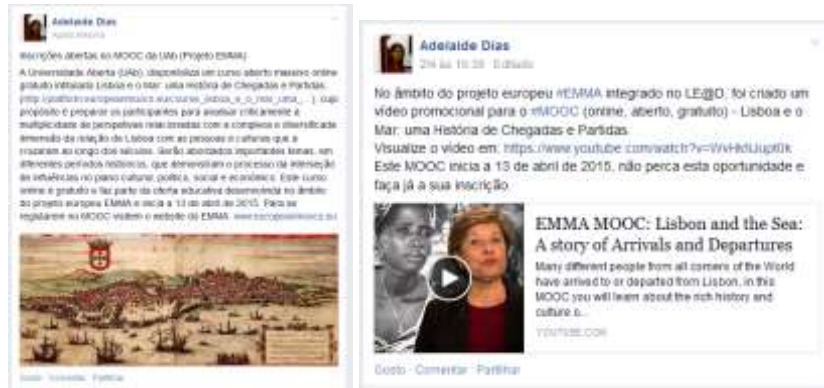 Adelaide Dias
Inscrições abertas no MOOC da UAb (Projeto EMMA)
A Universidade Aberta (UAb), disponibiliza um curso aberto massivo online
gratuito intitulado Lisboa e o Mar: uma História de Chegadas e Partidas.
cujo
propósito é preparar os participantes para analisar criticamente a
multiplicidade de perspetivas relacionadas com a complexa e diversificada
dimensão da relação de Lisboa com as pessoas e culturas que a
cruzaram ao longo dos séculos. Serão abordados importantes temas, em
diferentes períodos históricos, que demonstram o processo da interseção
de influências no plano cultural, político, social e económico. Este curso
online é gratuito e faz parte da oferta educativa desenvolvida no âmbito
do projeto europeu EMMA e inicia a 13 de abril de 2015. Para se
registarem no MOOC visitem o website do EMMA.
Gosto · Comentar · Partilhar
Adelaide Dias
Editado
No âmbito do projeto europeu #EMMA integrado no LE@D, foi criado um
vídeo promocional para o #MOOC (online, aberto, gratuito) - Lisboa e o
Mar: uma História de Chegadas e Partidas.
Visualize o vídeo em:
Este MOOC inicia a 13 de abril de 2015, não perca esta oportunidade e
faça já a sua inscrição.
EMMA MOOC: Lisbon and the Sea:
A story of Arrivals and Departures
Many different people from all corners of the World
have arrived to or departed from Lisbon, in this
MOOC you will learn about the rich history and
culture o...
YOUTUBE.COM
Gosto · Comentar · Partilhar